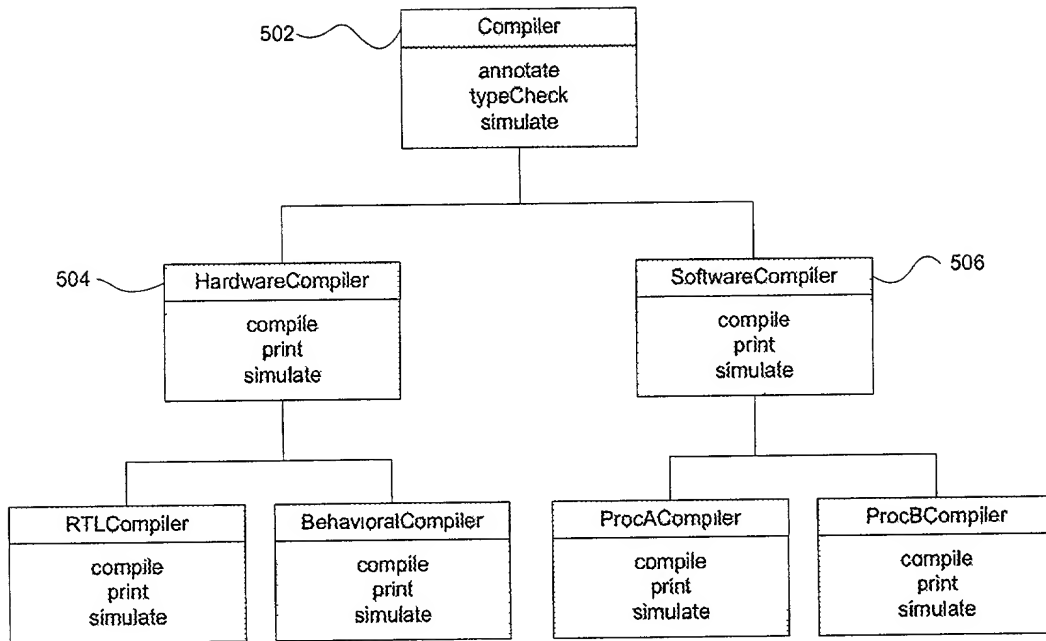 502
Compiler
annotate
typeCheck
simulate
504
HardwareCompiler
compile
print
simulate
SoftwareCompiler
506
compile
print
simulate
RTLCompiler
compile
print
simulate
BehavioralCompiler
compile
print
simulate
ProcACompiler
compile
print
simulate
ProcBCompiler
compile
print
simulate